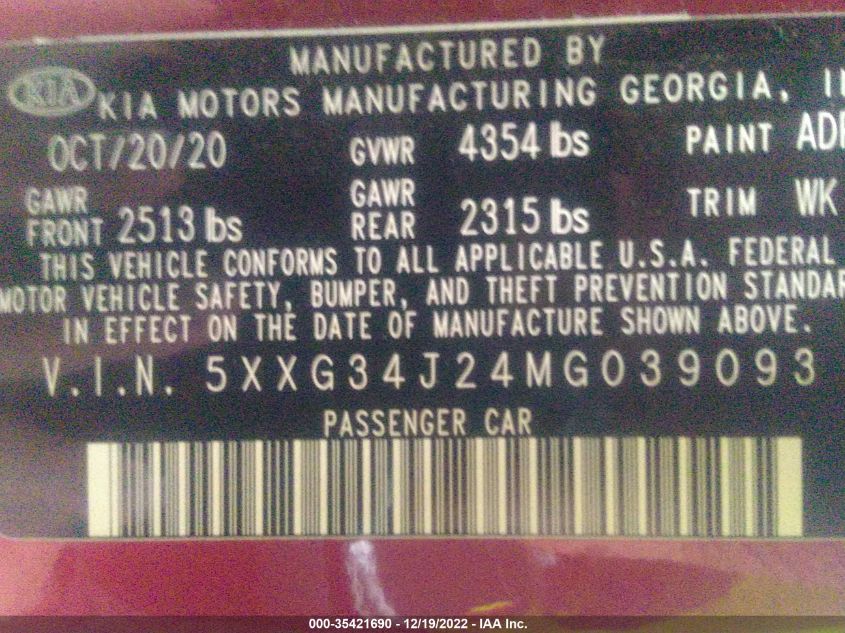 MANUFACTURED BY
KIA KIA MOTORS MANUFACTURING GEORGIA,
OCT/20/20 GVWR 4354 lbs PAINT
GAWR FRONT 2513 lbs GAWR REAR 2315 lbs TRIM WK
THIS VEHICLE CONFORMS TO ALL APPLICABLE U.S.A. FEDERAL
MOTOR VEHICLE SAFETY, BUMPER, AND THEFT PREVENTION STANDAR
IN EFFECT ON THE DATE OF MANUFACTURE SHOWN ABOVE.
V.I.N. 5XXG34J24MG039093
PASSENGER CAR
000-35421690 - 12/19/2022 - IAA Inc.